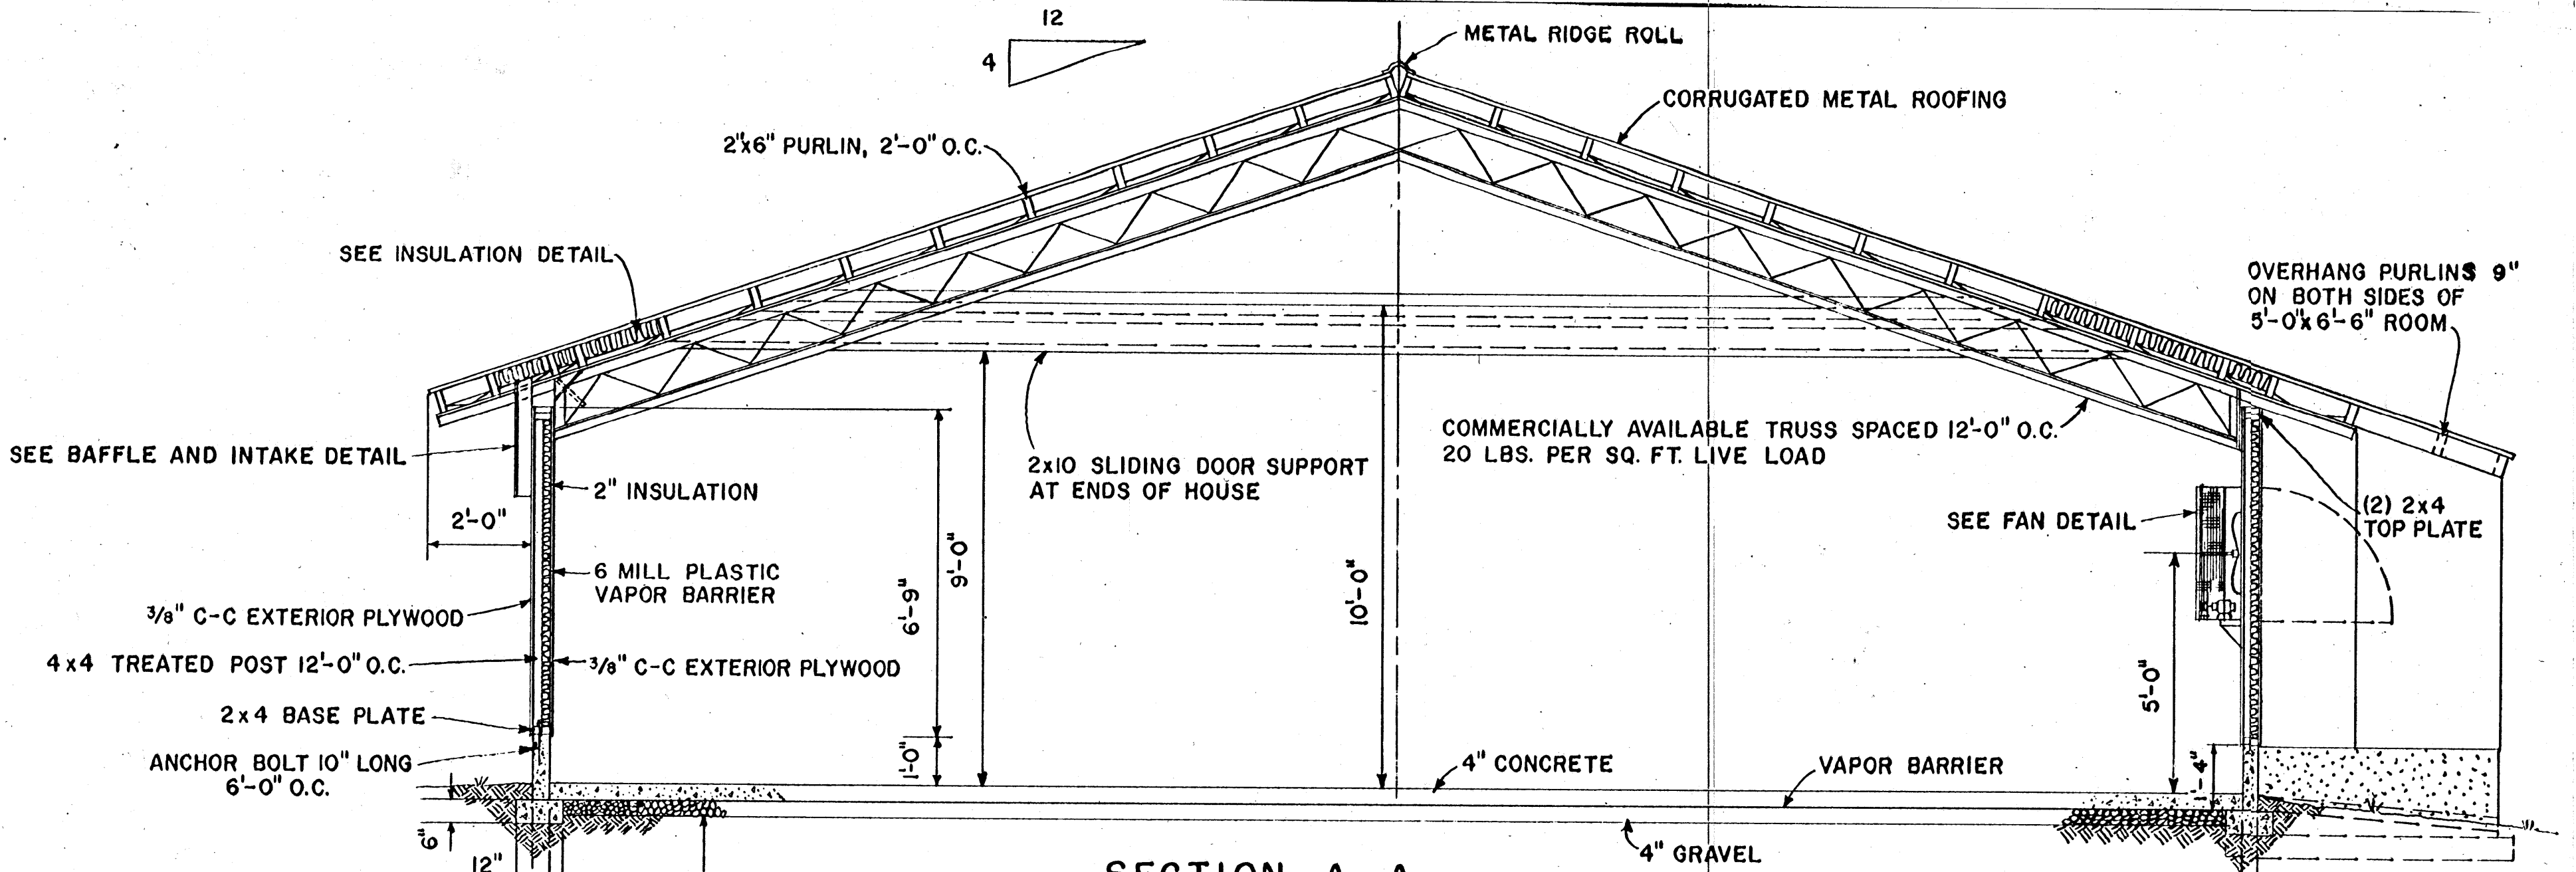 12
4
METAL RIDGE ROLL
CORRUGATED METAL ROOFING
2"x6" PURLIN, 2'-0" O.C.
SEE INSULATION DETAIL
OVERHANG PURLINS 9"
ON BOTH SIDES OF
5'-0"x6'-6" ROOM
SEE BAFFLE AND INTAKE DETAIL
2" INSULATION
2x10 SLIDING DOOR SUPPORT
AT ENDS OF HOUSE
COMMERCIALLY AVAILABLE TRUSS SPACED 12'-0" O.C.
20 LBS. PER SQ. FT. LIVE LOAD
(2) 2x4
TOP PLATE
SEE FAN DETAIL
2'-0"
6 MILL PLASTIC
VAPOR BARRIER
6'-9"
9'-0"
10'-0"
3/8" C-C EXTERIOR PLYWOOD
4x4 TREATED POST 12'-0" O.C.
3/8" C-C EXTERIOR PLYWOOD
5'-0"
2x4 BASE PLATE
ANCHOR BOLT 10" LONG
6'-0" O.C.
1'-0"
4" CONCRETE
VAPOR BARRIER
1'-4"
6"
12"
4" GRAVEL
SECTION A-A